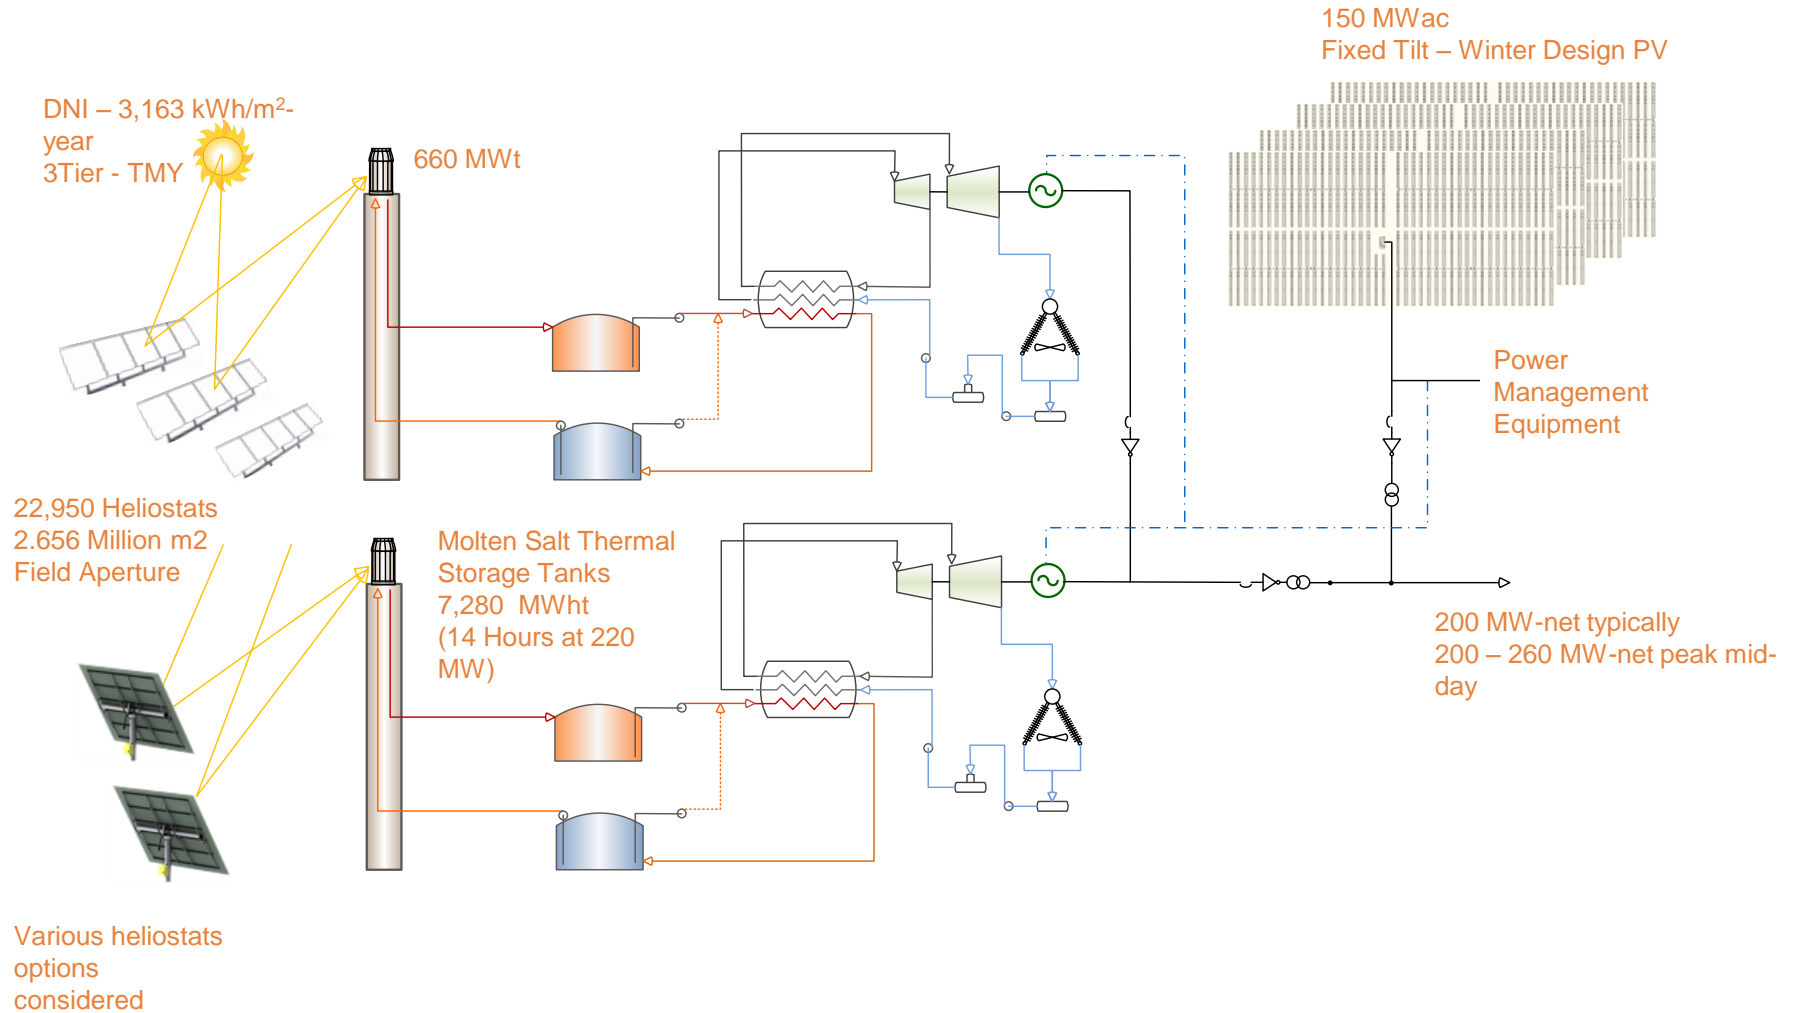 150 MWac
Fixed Tilt – Winter Design PV
DNI – 3,163 kWh/m2-
year
3Tier - TMY
660 MWt
Power
Management
Equipment
22,950 Heliostats
2.656 Million m2
Field Aperture
Molten Salt Thermal
Storage Tanks
7,280  MWht
(14 Hours at 220
MW)
200 MW-net typically
200 – 260 MW-net peak mid-
day
Various heliostats
options
considered